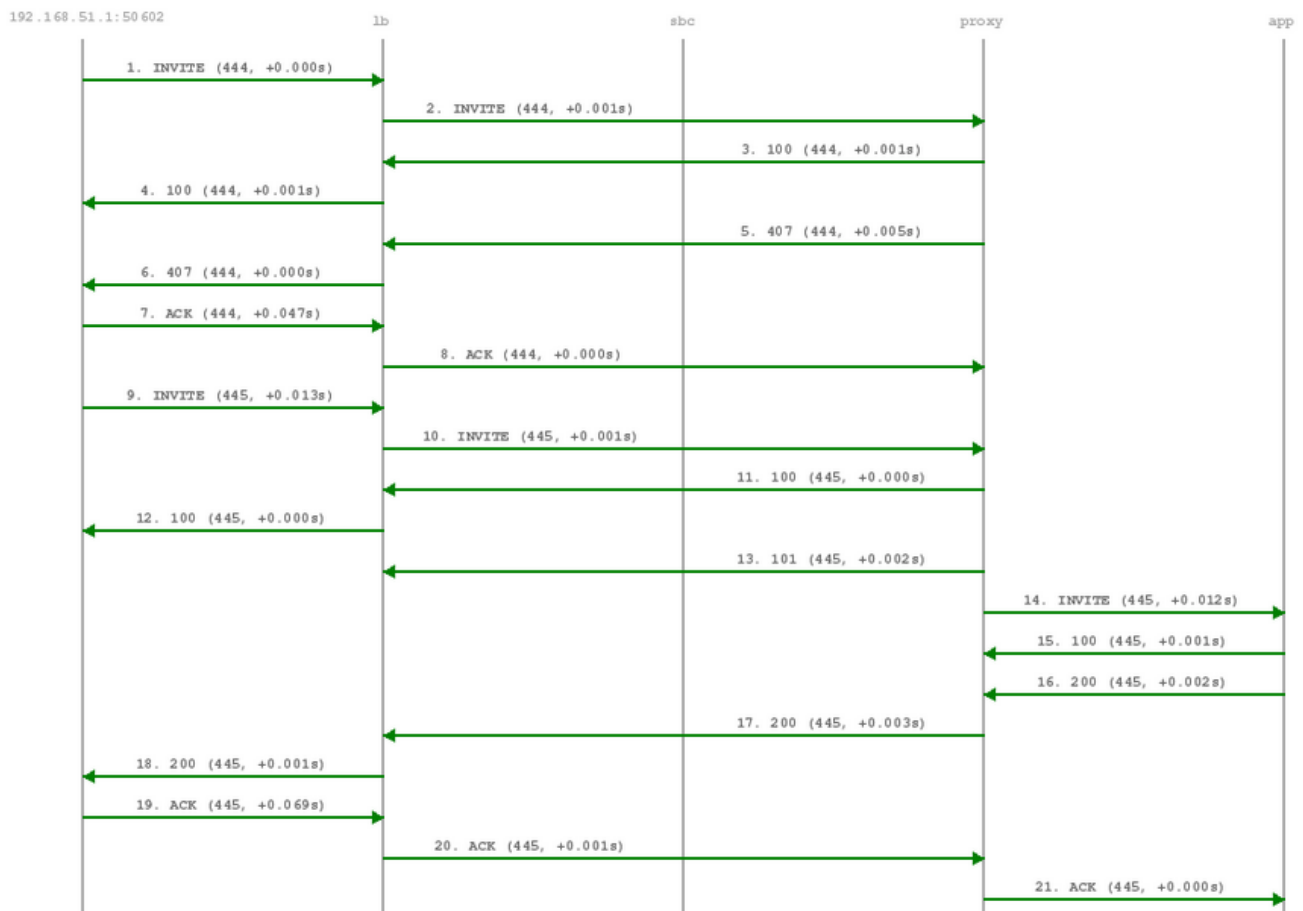 192.168.51.1:50602 lb sbc proxy app
1. INVITE (444, +0.000s)
2. INVITE (444, +0.001s)
3. 100 (444, +0.001s)
4. 100 (444, +0.001s)
5. 407 (444, +0.005s)
6. 407 (444, +0.000s)
7. ACK (444, +0.047s)
8. ACK (444, +0.000s)
9. INVITE (445, +0.013s)
10. INVITE (445, +0.001s)
11. 100 (445, +0.000s)
12. 100 (445, +0.000s)
13. 101 (445, +0.002s)
14. INVITE (445, +0.012s)
15. 100 (445, +0.001s)
16. 200 (445, +0.002s)
17. 200 (445, +0.003s)
18. 200 (445, +0.001s)
19. ACK (445, +0.069s)
20. ACK (445, +0.001s)
21. ACK (445, +0.000s)